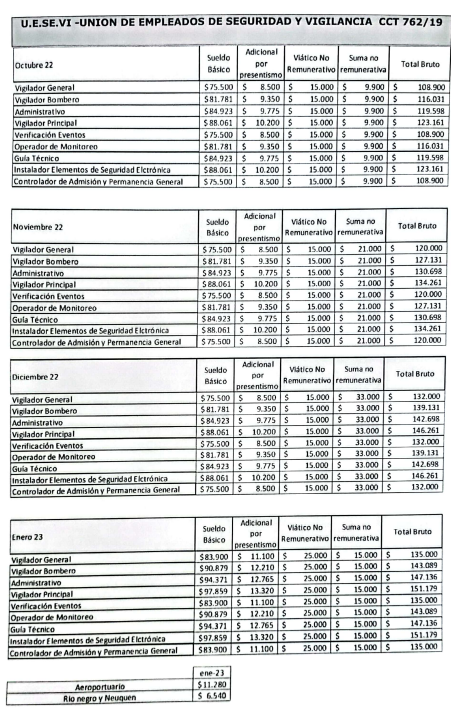 U.E.SE.VI -UNION DE EMPLEADOS DE SEGURIDAD Y VIGILANCIA CCT 762/19
Octubre 22 Sueldo Básico Adicional por presentismo Viático No Remunerativo Suma no remunerativa Total Bruto
Vigilador General $ 75.500 $ 8.500 $ 15.000 $ 9.900 $ 108.900
Vigilador Bombero $ 81.781 $ 9.350 $ 15.000 $ 9.900 $ 116.031
Administrativo $ 84.923 $ 9.775 $ 15.000 $ 9.900 $ 119.598
Vigilador Principal $ 88.061 $ 10.200 $ 15.000 $ 9.900 $ 123.161
Verificación Eventos $ 75.500 $ 8.500 $ 15.000 $ 9.900 $ 108.900
Operador de Monitoreo $ 81.781 $ 9.350 $ 15.000 $ 9.900 $ 116.031
Guía Técnico $ 84.923 $ 9.775 $ 15.000 $ 9.900 $ 119.598
Instalador Elementos de Seguridad Elctrónica $ 88.061 $ 10.200 $ 15.000 $ 9.900 $ 123.161
Controlador de Admisión y Permanencia General $ 75.500 $ 8.500 $ 15.000 $ 9.900 $ 108.900
Noviembre 22 Sueldo Básico Adicional por presentismo Viático No Remunerativo Suma no remunerativa Total Bruto
Vigilador General $ 75.500 $ 8.500 $ 15.000 $ 21.000 $ 120.000
Vigilador Bombero $ 81.781 $ 9.350 $ 15.000 $ 21.000 $ 127.131
Administrativo $ 84.923 $ 9.775 $ 15.000 $ 21.000 $ 130.698
Vigilador Principal $ 88.061 $ 10.200 $ 15.000 $ 21.000 $ 134.261
Verificación Eventos $ 75.500 $ 8.500 $ 15.000 $ 21.000 $ 120.000
Operador de Monitoreo $ 81.781 $ 9.350 $ 15.000 $ 21.000 $ 127.131
Guía Técnico $ 84.923 $ 9.775 $ 15.000 $ 21.000 $ 130.698
Instalador Elementos de Seguridad Elctrónica $ 88.061 $ 10.200 $ 15.000 $ 21.000 $ 134.261
Controlador de Admisión y Permanencia General $ 75.500 $ 8.500 $ 15.000 $ 21.000 $ 120.000
Diciembre 22 Sueldo Básico Adicional por presentismo Viático No Remunerativo Suma no remunerativa Total Bruto
Vigilador General $ 75.500 $ 8.500 $ 15.000 $ 33.000 $ 132.000
Vigilador Bombero $ 81.781 $ 9.350 $ 15.000 $ 33.000 $ 139.131
Administrativo $ 84.923 $ 9.775 $ 15.000 $ 33.000 $ 142.698
Vigilador Principal $ 88.061 $ 10.200 $ 15.000 $ 33.000 $ 146.261
Verificación Eventos $ 75.500 $ 8.500 $ 15.000 $ 33.000 $ 132.000
Operador de Monitoreo $ 81.781 $ 9.350 $ 15.000 $ 33.000 $ 139.131
Guía Técnico $ 84.923 $ 9.775 $ 15.000 $ 33.000 $ 142.698
Instalador Elementos de Seguridad Elctrónica $ 88.061 $ 10.200 $ 15.000 $ 33.000 $ 146.261
Controlador de Admisión y Permanencia General $ 75.500 $ 8.500 $ 15.000 $ 33.000 $ 132.000
Enero 23 Sueldo Básico Adicional por presentismo Viático No Remunerativo Suma no remunerativa Total Bruto
Vigilador General $ 83.900 $ 11.100 $ 25.000 $ 15.000 $ 135.000
Vigilador Bombero $ 90.879 $ 12.210 $ 25.000 $ 15.000 $ 143.089
Administrativo $ 94.371 $ 12.765 $ 25.000 $ 15.000 $ 147.136
Vigilador Principal $ 97.859 $ 13.320 $ 25.000 $ 15.000 $ 151.179
Verificación Eventos $ 83.900 $ 11.100 $ 25.000 $ 15.000 $ 135.000
Operador de Monitoreo $ 90.879 $ 12.210 $ 25.000 $ 15.000 $ 143.089
Guía Técnico $ 94.371 $ 12.765 $ 25.000 $ 15.000 $ 147.136
Instalador Elementos de Seguridad Elctrónica $ 97.859 $ 13.320 $ 25.000 $ 15.000 $ 151.179
Controlador de Admisión y Permanencia General $ 83.900 $ 11.100 $ 25.000 $ 15.000 $ 135.000
ene-23
Aeroportuario $ 11.280
Rio negro y Neuquen $ 6.540